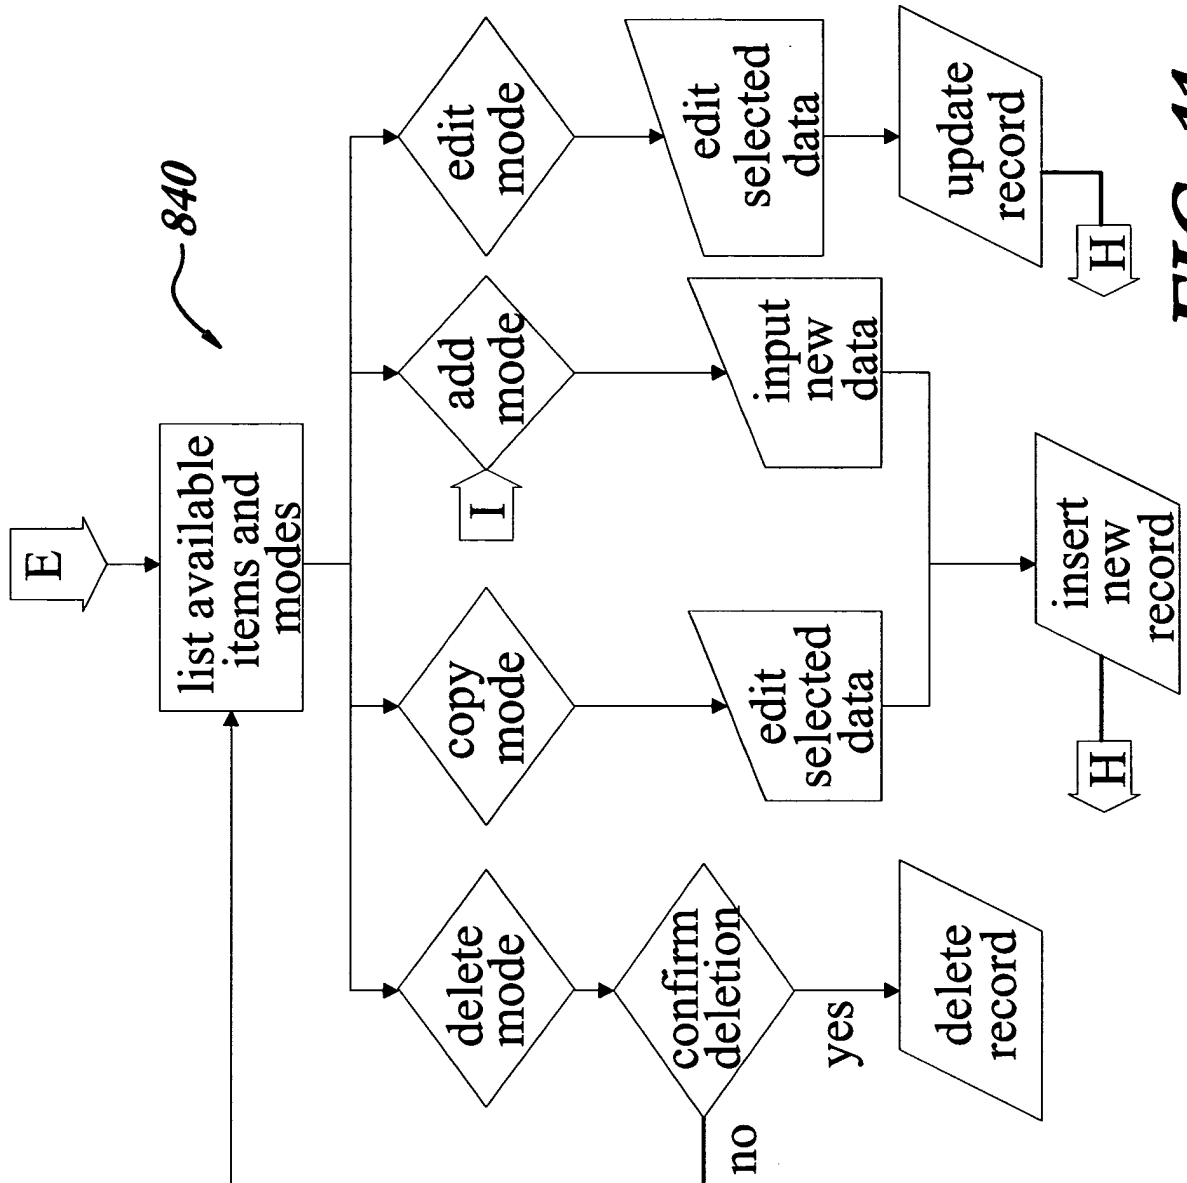 E
840
list available
items and
modes
delete
mode
copy
mode
add
mode
edit
mode
I
confirm
deletion
no
yes
edit
selected
data
input
new
data
edit
selected
data
delete
record
insert
new
record
update
record
H
H